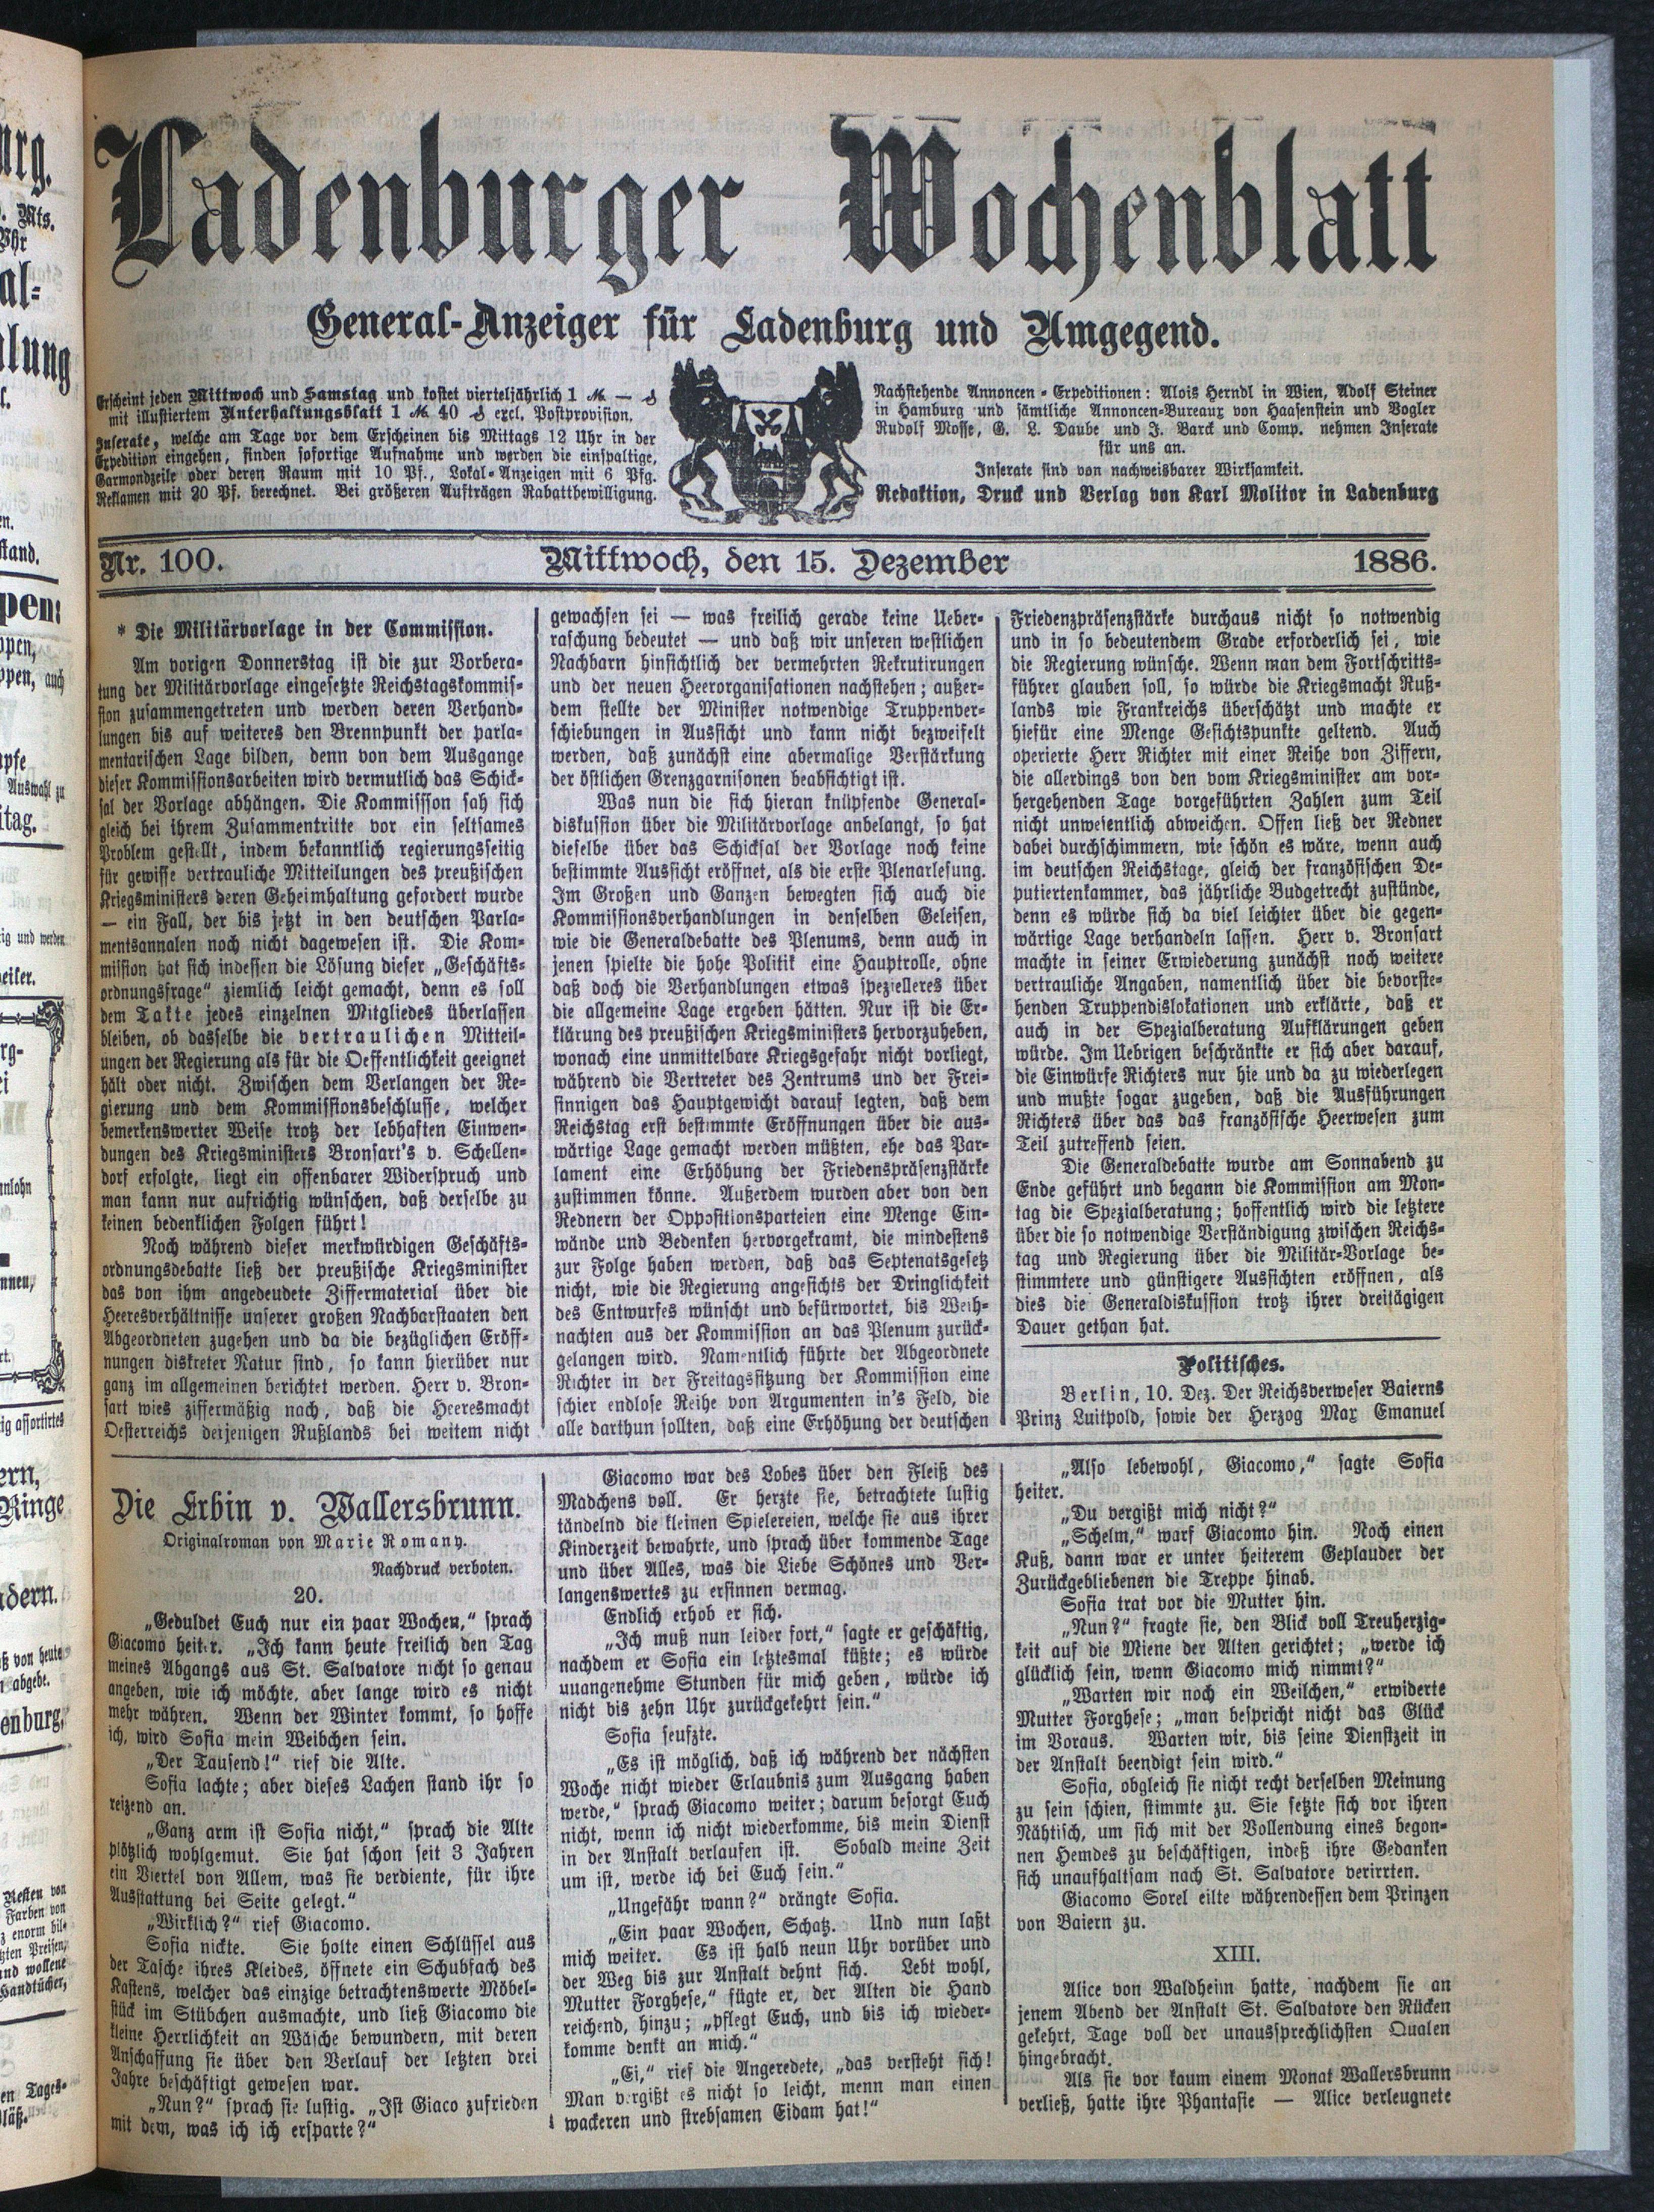 Ladenburger Wochenblatt
General-Anzeiger für Ladenburg und Umgegend.
Erscheint jeden Mittwoch und Samstag und kostet vierteljährlich 1 ℳ — ₰
mit illustriertem Unterhaltungsblatt 1 ℳ 40 ₰ excl. Postprovision.
Inserate, welche am Tage vor dem Erscheinen bis Mittags 12 Uhr in der
Expedition eingehen, finden sofortige Aufnahme und werden die einspaltige,
Garmondzeile oder deren Raum mit 10 Pf., Lokal-Anzeigen mit 6 Pfg.
Reklamen mit 20 Pf. berechnet. Bei größeren Aufträgen Rabattbewilligung.
Nachstehende Annoncen-Expeditionen: Alois Herndl in Wien, Adolf Steiner
in Hamburg und sämtliche Annoncen-Bureaux von Haasenstein und Vogler
Rudolf Mosse, G. L. Daube und J. Barck und Comp. nehmen Inserate
für uns an.
Inserate sind von nachweisbarer Wirksamkeit.
Redaktion, Druck und Verlag von Karl Molitor in Ladenburg
Nr. 100. Mittwoch, den 15. Dezember 1886.
* Die Militärvorlage in der Commission.
Am vorigen Donnerstag ist die zur Vorbera-
tung der Militärvorlage eingesetzte Reichstagskommis-
sion zusammengetreten und werden deren Verhand-
lungen bis auf weiteres den Brennpunkt der parla-
mentarischen Lage bilden, denn von dem Ausgange
dieser Kommissionsarbeiten wird vermutlich das Schick-
sal der Vorlage abhängen. Die Kommission sah sich
gleich bei ihrem Zusammentritte vor ein seltsames
Problem gestellt, indem bekanntlich regierungsseitig
für gewisse vertrauliche Mitteilungen des preußischen
Kriegsministers deren Geheimhaltung gefordert wurde
— ein Fall, der bis jetzt in den deutschen Parla-
mentsannalen noch nicht dagewesen ist. Die Kom-
mission hat sich indessen die Lösung dieser „Geschäfts-
ordnungsfrage“ ziemlich leicht gemacht, denn es soll
dem Takte jedes einzelnen Mitgliedes überlassen
bleiben, ob dasselbe die vertraulichen Mitteil-
ungen der Regierung als für die Oeffentlichkeit geeignet
hält oder nicht. Zwischen dem Verlangen der Re-
gierung und dem Kommissionsbeschlusse, welcher
bemerkenswerter Weise trotz der lebhaften Einwen-
dungen des Kriegsministers Bronsart's v. Schellen-
dorf erfolgte, liegt ein offenbarer Widerspruch und
man kann nur aufrichtig wünschen, daß derselbe zu
keinen bedenklichen Folgen führt!
Noch während dieser merkwürdigen Geschäfts-
ordnungsdebatte ließ der preußische Kriegsminister
das von ihm angedeudete Ziffermaterial über die
Heeresverhältnisse unserer großen Nachbarstaaten den
Abgeordneten zugehen und da die bezüglichen Eröff-
nungen diskreter Natur sind, so kann hierüber nur
ganz im allgemeinen berichtet werden. Herr v. Bron-
sart wies ziffermäßig nach, daß die Heeresmacht
Oesterreichs derjenigen Rußlands bei weitem nicht
gewachsen sei — was freilich gerade keine Ueber-
raschung bedeutet — und daß wir unseren westlichen
Nachbarn hinsichtlich der vermehrten Rekrutirungen
und der neuen Heerorganisationen nachstehen; außer-
dem stellte der Minister notwendige Truppenver-
schiebungen in Aussicht und kann nicht bezweifelt
werden, daß zunächst eine abermalige Verstärkung
der östlichen Grenzgarnisonen beabsichtigt ist.
Was nun die sich hieran knüpfende General-
diskussion über die Militärvorlage anbelangt, so hat
dieselbe über das Schicksal der Vorlage noch keine
bestimmte Aussicht eröffnet, als die erste Plenarlesung.
Im Großen und Ganzen bewegten sich auch die
Kommissionsverhandlungen in denselben Geleisen,
wie die Generaldebatte des Plenums, denn auch in
jenen spielte die hohe Politik eine Hauptrolle, ohne
daß doch die Verhandlungen etwas spezielleres über
die allgemeine Lage ergeben hätten. Nur ist die Er-
klärung des preußischen Kriegsministers hervorzuheben,
wonach eine unmittelbare Kriegsgefahr nicht vorliegt,
während die Vertreter des Zentrums und der Frei-
sinnigen das Hauptgewicht darauf legten, daß dem
Reichstag erst bestimmte Eröffnungen über die aus-
wärtige Lage gemacht werden müßten, ehe das Par-
lament eine Erhöhung der Friedenspräsenzstärke
zustimmen könne. Außerdem wurden aber von den
Rednern der Oppositionsparteien eine Menge Ein-
wände und Bedenken hervorgekramt, die mindestens
zur Folge haben werden, daß das Septenatsgesetz
nicht, wie die Regierung angesichts der Dringlichkeit
des Entwurfes wünscht und befürwortet, bis Weih-
nachten aus der Kommission an das Plenum zurück-
gelangen wird. Namentlich führte der Abgeordnete
Richter in der Freitagssitzung der Kommission eine
schier endlose Reihe von Argumenten in's Feld, die
alle darthun sollten, daß eine Erhöhung der deutschen
Friedenzpräsenzstärke durchaus nicht so notwendig
und in so bedeutendem Grade erforderlich sei, wie
die Regierung wünsche. Wenn man dem Fortschritts-
führer glauben soll, so würde die Kriegsmacht Ruß-
lands wie Frankreichs überschätzt und machte er
hiefür eine Menge Gesichtspunkte geltend. Auch
operierte Herr Richter mit einer Reihe von Ziffern,
die allerdings von den vom Kriegsminister am vor-
hergehenden Tage vorgeführten Zahlen zum Teil
nicht unwesentlich abweichen. Offen ließ der Redner
dabei durchschimmern, wie schön es wäre, wenn auch
im deutschen Reichstage, gleich der französischen De-
putiertenkammer, das jährliche Budgetrecht zustünde,
denn es würde sich da viel leichter über die gegen-
wärtige Lage verhandeln lassen. Herr v. Bronsart
machte in seiner Erwiederung zunächst noch weitere
vertrauliche Angaben, namentlich über die bevorste-
henden Truppendislokationen und erklärte, daß er
auch in der Spezialberatung Aufklärungen geben
würde. Im Uebrigen beschränkte er sich aber darauf,
die Einwürfe Richters nur hie und da zu wiederlegen
und mußte sogar zugeben, daß die Ausführungen
Richters über das das französische Heerwesen zum
Teil zutreffend seien.
Die Generaldebatte wurde am Sonnabend zu
Ende geführt und begann die Kommission am Mon-
tag die Spezialberatung; hoffentlich wird die letztere
über die so notwendige Verständigung zwischen Reichs-
tag und Regierung über die Militär-Vorlage be-
stimmtere und günstigere Aussichten eröffnen, als
dies die Generaldiskussion trotz ihrer dreitägigen
Dauer gethan hat.
Politisches.
Berlin, 10. Dez. Der Reichsverweser Baierns
Prinz Luitpold, sowie der Herzog Max Emanuel
Die Erbin v. Wallersbrunn.
Originalroman von Marie Romany.
Nachdruck verboten.
20.
„Geduldet Euch nur ein paar Wochen,“ sprach
Giacomo heiter. „Ich kann heute freilich den Tag
meines Abgangs aus St. Salvatore nicht so genau
angeben, wie ich möchte, aber lange wird es nicht
mehr währen. Wenn der Winter kommt, so hoffe
ich, wird Sofia mein Weibchen sein.
„Der Tausend!“ rief die Alte.
Sofia lachte; aber dieses Lachen stand ihr so
reizend an.
„Ganz arm ist Sofia nicht,“ sprach die Alte
plötzlich wohlgemut. Sie hat schon seit 3 Jahren
ein Viertel von Allem, was sie verdiente, für ihre
Ausstattung bei Seite gelegt.“
„Wirklich?“ rief Giacomo.
Sofia nickte. Sie holte einen Schlüssel aus
der Tasche ihres Kleides, öffnete ein Schubfach des
Kastens, welcher das einzige betrachtenswerte Möbel-
stück im Stübchen ausmachte, und ließ Giacomo die
kleine Herrlichkeit an Wäsche bewundern, mit deren
Anschaffung sie über den Verlauf der letzten drei
Jahre beschäftigt gewesen war.
„Nun?“ sprach sie lustig. „Ist Giaco zufrieden
mit dem, was ich ich ersparte?“
Giacomo war des Lobes über den Fleiß des
Mädchens voll. Er herzte sie, betrachtete lustig
tändelnd die kleinen Spielereien, welche sie aus ihrer
Kinderzeit bewahrte, und sprach über kommende Tage
und über Alles, was die Liebe Schönes und Ver-
langenswertes zu ersinnen vermag.
Endlich erhob er sich.
„Ich muß nun leider fort,“ sagte er geschäftig,
nachdem er Sofia ein letztesmal küßte; es würde
unangenehme Stunden für mich geben, würde ich
nicht bis zehn Uhr zurückgekehrt sein.“
Sofia seufzte.
„Es ist möglich, daß ich während der nächsten
Woche nicht wieder Erlaubnis zum Ausgang haben
werde,“ sprach Giacomo weiter; darum besorgt Euch
nicht, wenn ich nicht wiederkomme, bis mein Dienst
in der Anstalt verlaufen ist. Sobald meine Zeit
um ist, werde ich bei Euch sein.“
„Ungefähr wann?“ drängte Sofia.
„Ein paar Wochen, Schatz. Und nun laßt
mich weiter. Es ist halb neun Uhr vorüber und
der Weg bis zur Anstalt dehnt sich. Lebt wohl,
Mutter Forghese,“ fügte er, der Alten die Hand
reichend, hinzu; „pflegt Euch, und bis ich wieder-
komme denkt an mich.“
„Ei,“ rief die Angeredete, „das versteht sich!
Man vergißt es nicht so leicht, menn man einen
wackeren und strebsamen Eidam hat!“
„Also lebewohl, Giacomo,“ sagte Sofia
heiter.
„Du vergißt mich nicht?“
„Schelm,“ warf Giacomo hin. Noch einen
Kuß, dann war er unter heiterem Geplauder der
Zurückgebliebenen die Treppe hinab.
Sofia trat vor die Mutter hin.
„Nun?“ fragte sie, den Blick voll Treuherzig-
keit auf die Miene der Alten gerichtet; „werde ich
glücklich sein, wenn Giacomo mich nimmt?“
„Warten wir noch ein Weilchen,“ erwiderte
Mutter Forghese; „man bespricht nicht das Glück
im Voraus. Warten wir, bis seine Dienstzeit in
der Anstalt beendigt sein wird.“
Sofia, obgleich sie nicht recht derselben Meinung
zu sein schien, stimmte zu. Sie setzte sich vor ihren
Nähtisch, um sich mit der Vollendung eines begon-
nen Hemdes zu beschäftigen, indeß ihre Gedanken
sich unaufhaltsam nach St. Salvatore verirrten.
Giacomo Sorel eilte währendessen dem Prinzen
von Baiern zu.
XIII.
Alice von Waldheim hatte, nachdem sie an
jenem Abend der Anstalt St. Salvatore den Rücken
gekehrt, Tage voll der unaussprechlichsten Qualen
hingebracht.
Als sie vor kaum einem Monat Wallersbrunn
verließ, hatte ihre Phantasie — Alice verleugnete